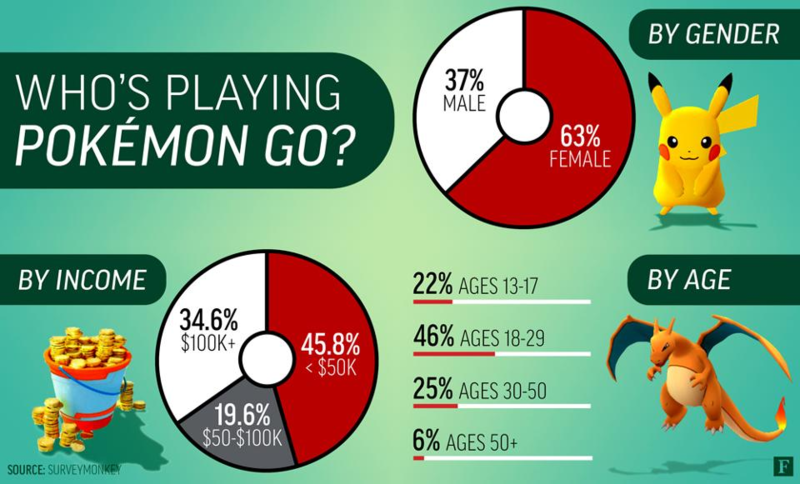 WHO'S PLAYING
POKÉMON GO?
BY GENDER
37%
MALE
63%
FEMALE
BY INCOME
34.6%
$100K+
45.8%
< $50K
19.6%
$50-$100K
BY AGE
22% AGES 13-17
46% AGES 18-29
25% AGES 30-50
6% AGES 50+
SOURCE: SURVEYMONKEY
F